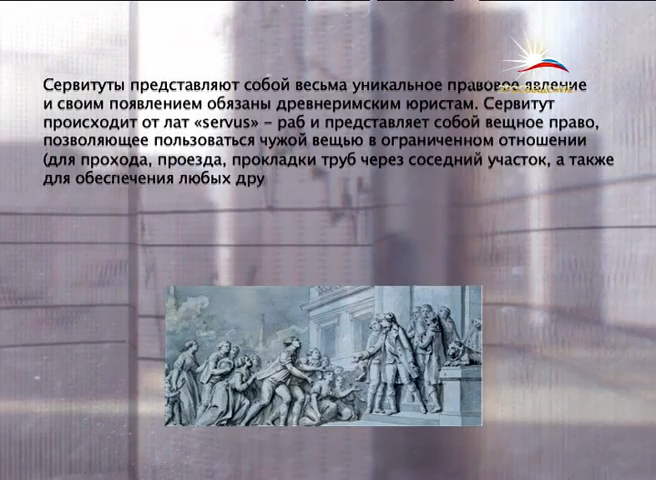 Сервитуты представляют собой весьма уникальное правовое явление
и своим появлением обязаны древнеримским юристам. Сервитут
происходит от лат «servus» – раб и представляет собой вещное право,
позволяющее пользоваться чужой вещью в ограниченном отношении
(для прохода, проезда, прокладки труб через соседний участок, а также
для обеспечения любых дру